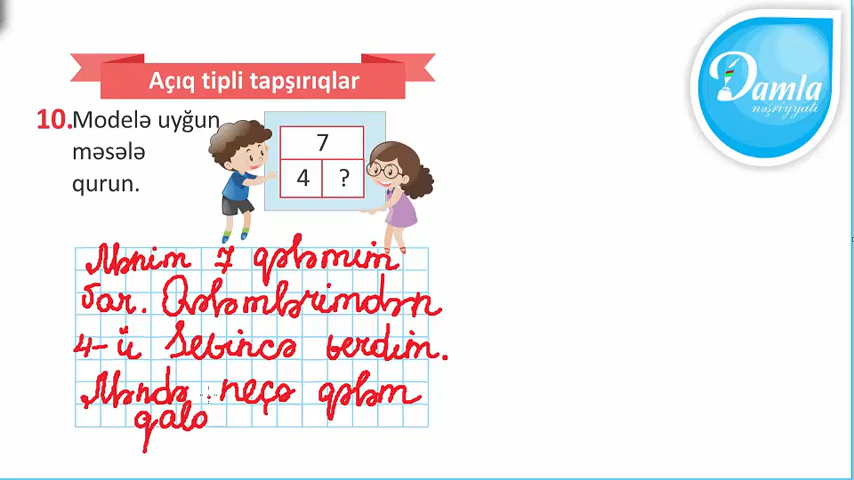 Açıq tipli tapşırıqlar
10. Modelə uyğun
məsələ
qurun.
7
4 ?
Mənim 7 qələmim
var. Qələmlərimdən
4-ü Sevincə verdim.
Məndə neçə qələm
qalo
Damla
nəşriyyatı